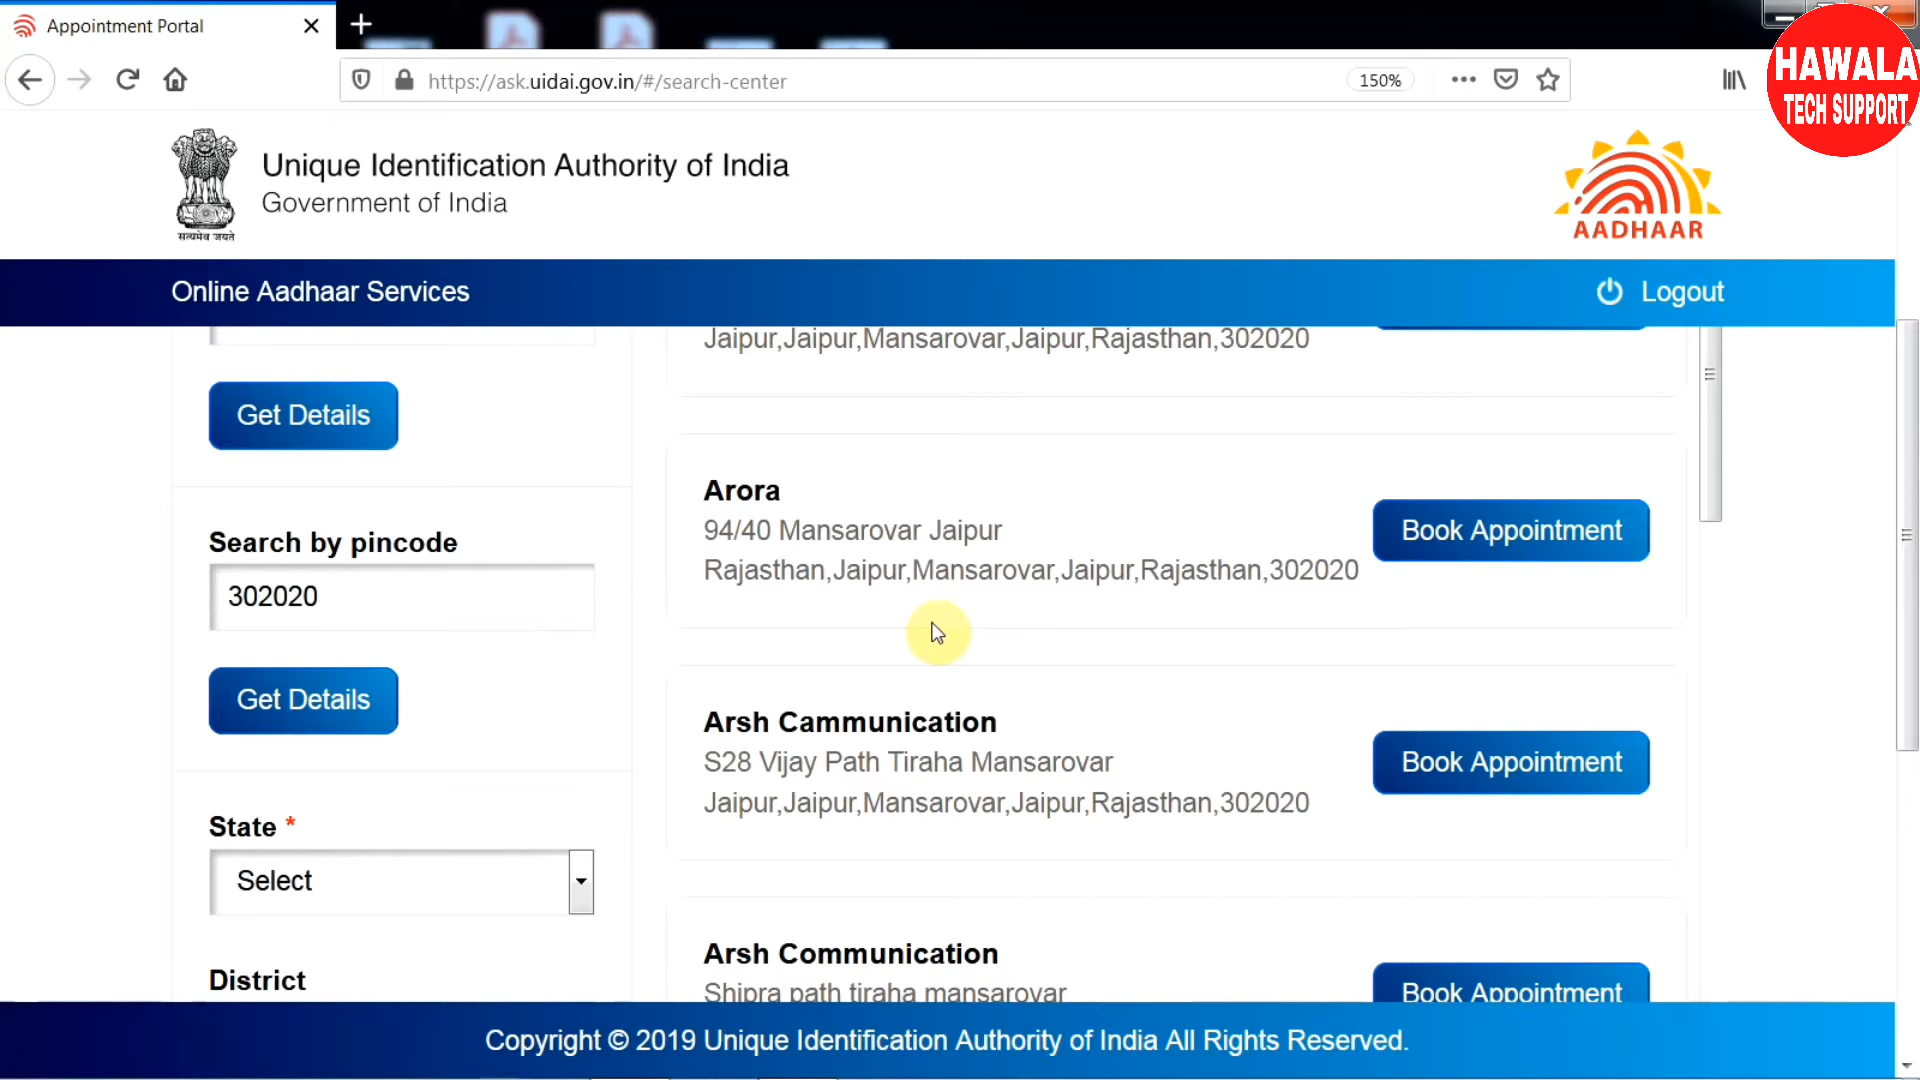 Appointment Portal
https://ask.uidai.gov.in/#/search-center
150%
HAWALA
TECH SUPPORT
सत्यमेव जयते
Unique Identification Authority of India
Government of India
AADHAAR
Online Aadhaar Services
Logout
Jaipur,Jaipur,Mansarovar,Jaipur,Rajasthan,302020
Get Details
Search by pincode
302020
Get Details
State *
Select
District
Arora
94/40 Mansarovar Jaipur
Rajasthan,Jaipur,Mansarovar,Jaipur,Rajasthan,302020
Book Appointment
Arsh Cammunication
S28 Vijay Path Tiraha Mansarovar
Jaipur,Jaipur,Mansarovar,Jaipur,Rajasthan,302020
Book Appointment
Arsh Communication
Shipra path tiraha mansarovar
Book Appointment
Copyright © 2019 Unique Identification Authority of India All Rights Reserved.